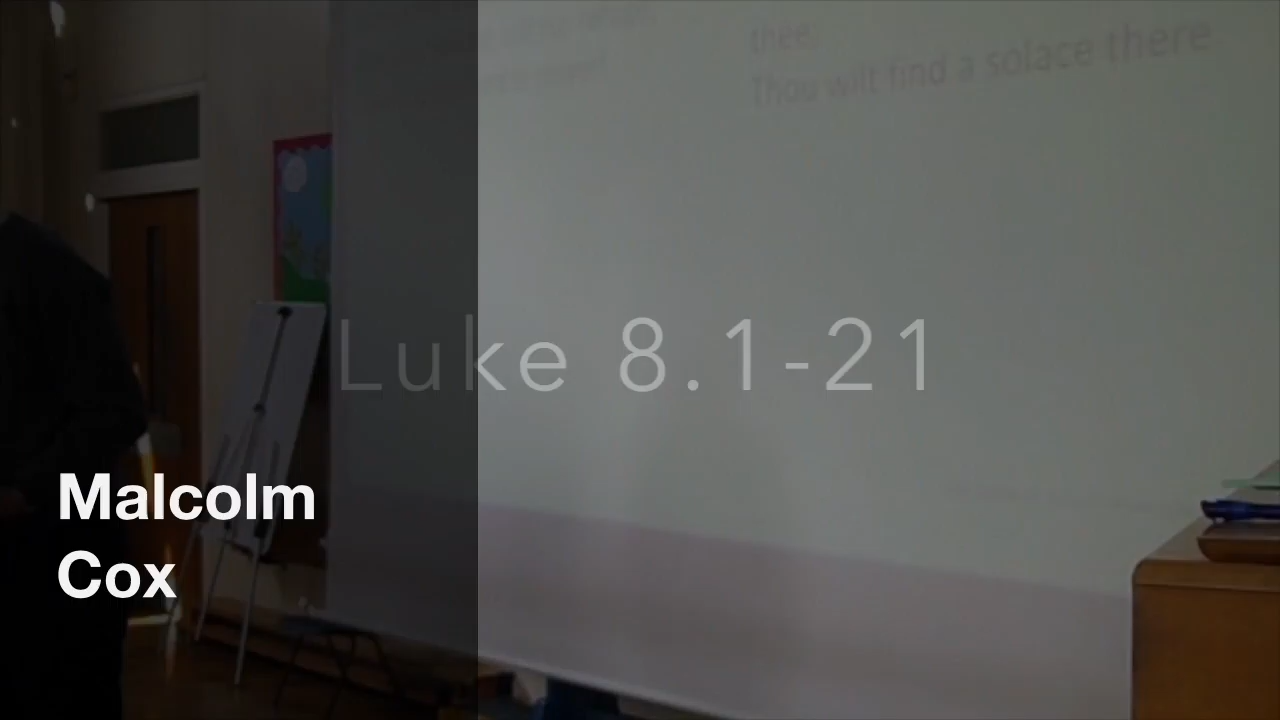 thee;
Thou wilt find a solace there
Luke 8.1-21
Malcolm
Cox